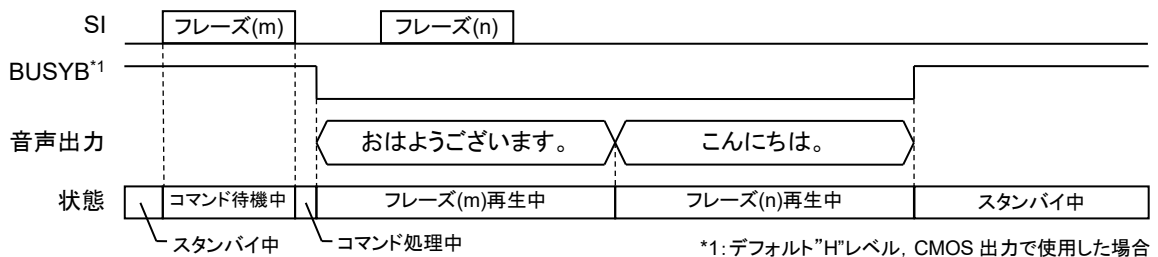 SI フレーズ(m) フレーズ(n)
BUSYB*1
音声出力 おはようございます。 こんにちは。
状態 コマンド待機中 フレーズ(m)再生中 フレーズ(n)再生中 スタンバイ中
スタンバイ中 コマンド処理中 *1:デフォルト”H”レベル, CMOS 出力で使用した場合